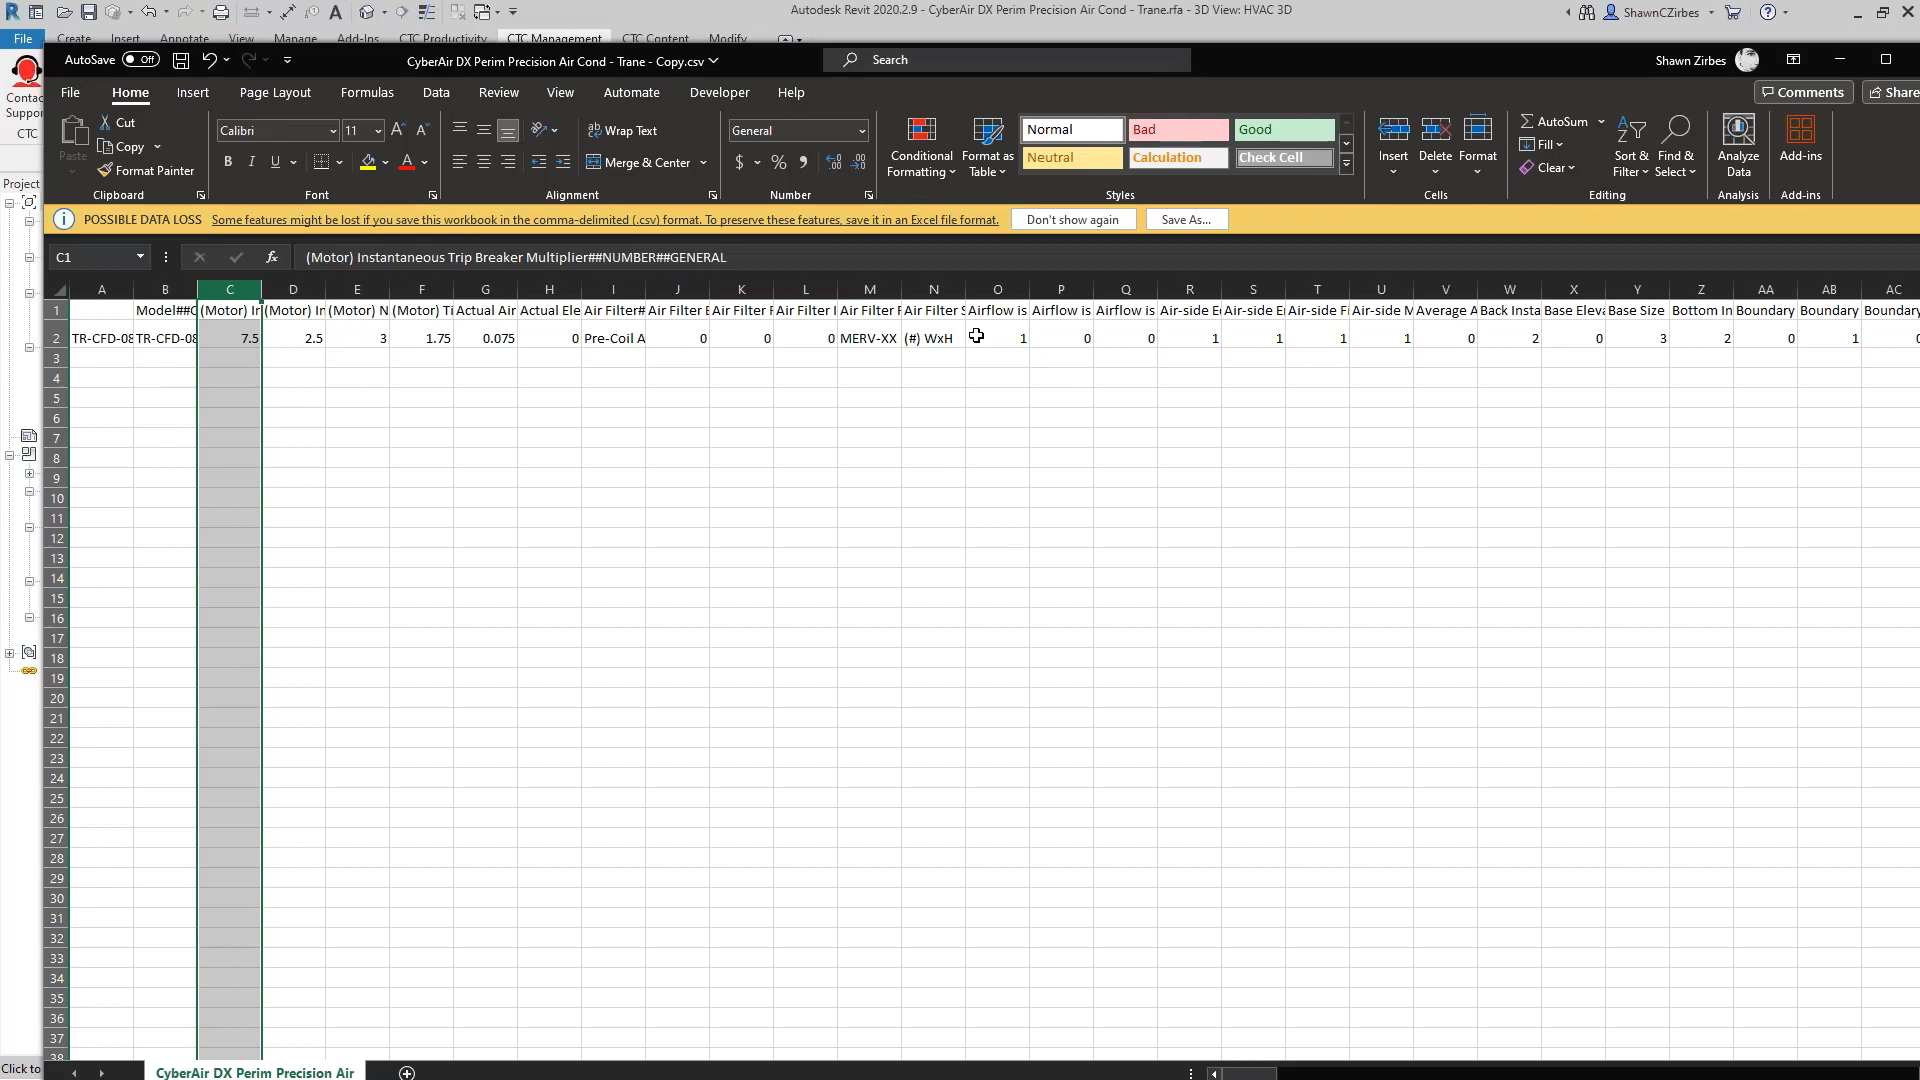 Autodesk Revit 2020.2.9 - CyberAir DX Perim Precision Air Cond - Trane.rfa - 3D View: HVAC 3D
ShawnCZirbes
File Create Insert Annotate View Manage Add-Ins CTC Productivity CTC Management CTC Content Modify
AutoSave Off
CyberAir DX Perim Precision Air Cond - Trane - Copy.csv
Search
Shawn Zirbes
Contac
Suppor
CTC
File Home Insert Page Layout Formulas Data Review View Automate Developer Help
Comments Share
Paste
Cut
Copy
Format Painter
Clipboard
Calibri 11
B I U
Font
Wrap Text
Merge & Center
Alignment
General
$ % ,
Number
Conditional Formatting
Format as Table
Normal Bad Good
Neutral Calculation Check Cell
Styles
Insert Delete Format
Cells
AutoSum
Fill
Clear
Sort & Filter
Find & Select
Editing
Analyze Data
Analysis
Add-ins
Add-ins
Project
POSSIBLE DATA LOSS Some features might be lost if you save this workbook in the comma-delimited (.csv) format. To preserve these features, save it in an Excel file format. Don't show again Save As...
C1 fx (Motor) Instantaneous Trip Breaker Multiplier##NUMBER##GENERAL
A B C D E F G H I J K L M N O P Q R S T U V W X Y Z AA AB AC
1 Model##C (Motor) Ir (Motor) In (Motor) N (Motor) Ti Actual Air Actual Ele Air Filter# Air Filter E Air Filter F Air Filter I Air Filter F Air Filter S Airflow is Airflow is Airflow is Air-side E Air-side E Air-side F Air-side M Average A Back Insta Base Eleva Base Size Bottom In Boundary Boundary Boundary
2 TR-CFD-08 TR-CFD-08 7.5 2.5 3 1.75 0.075 0 Pre-Coil A 0 0 0 MERV-XX (#) WxH 1 0 0 1 1 1 1 0 2 0 3 2 0 1 0
3
4
5
6
7
8
9
10
11
12
13
14
15
16
17
18
19
20
21
22
23
24
25
26
27
28
29
30
31
32
33
34
35
36
37
38
Click to
CyberAir DX Perim Precision Air